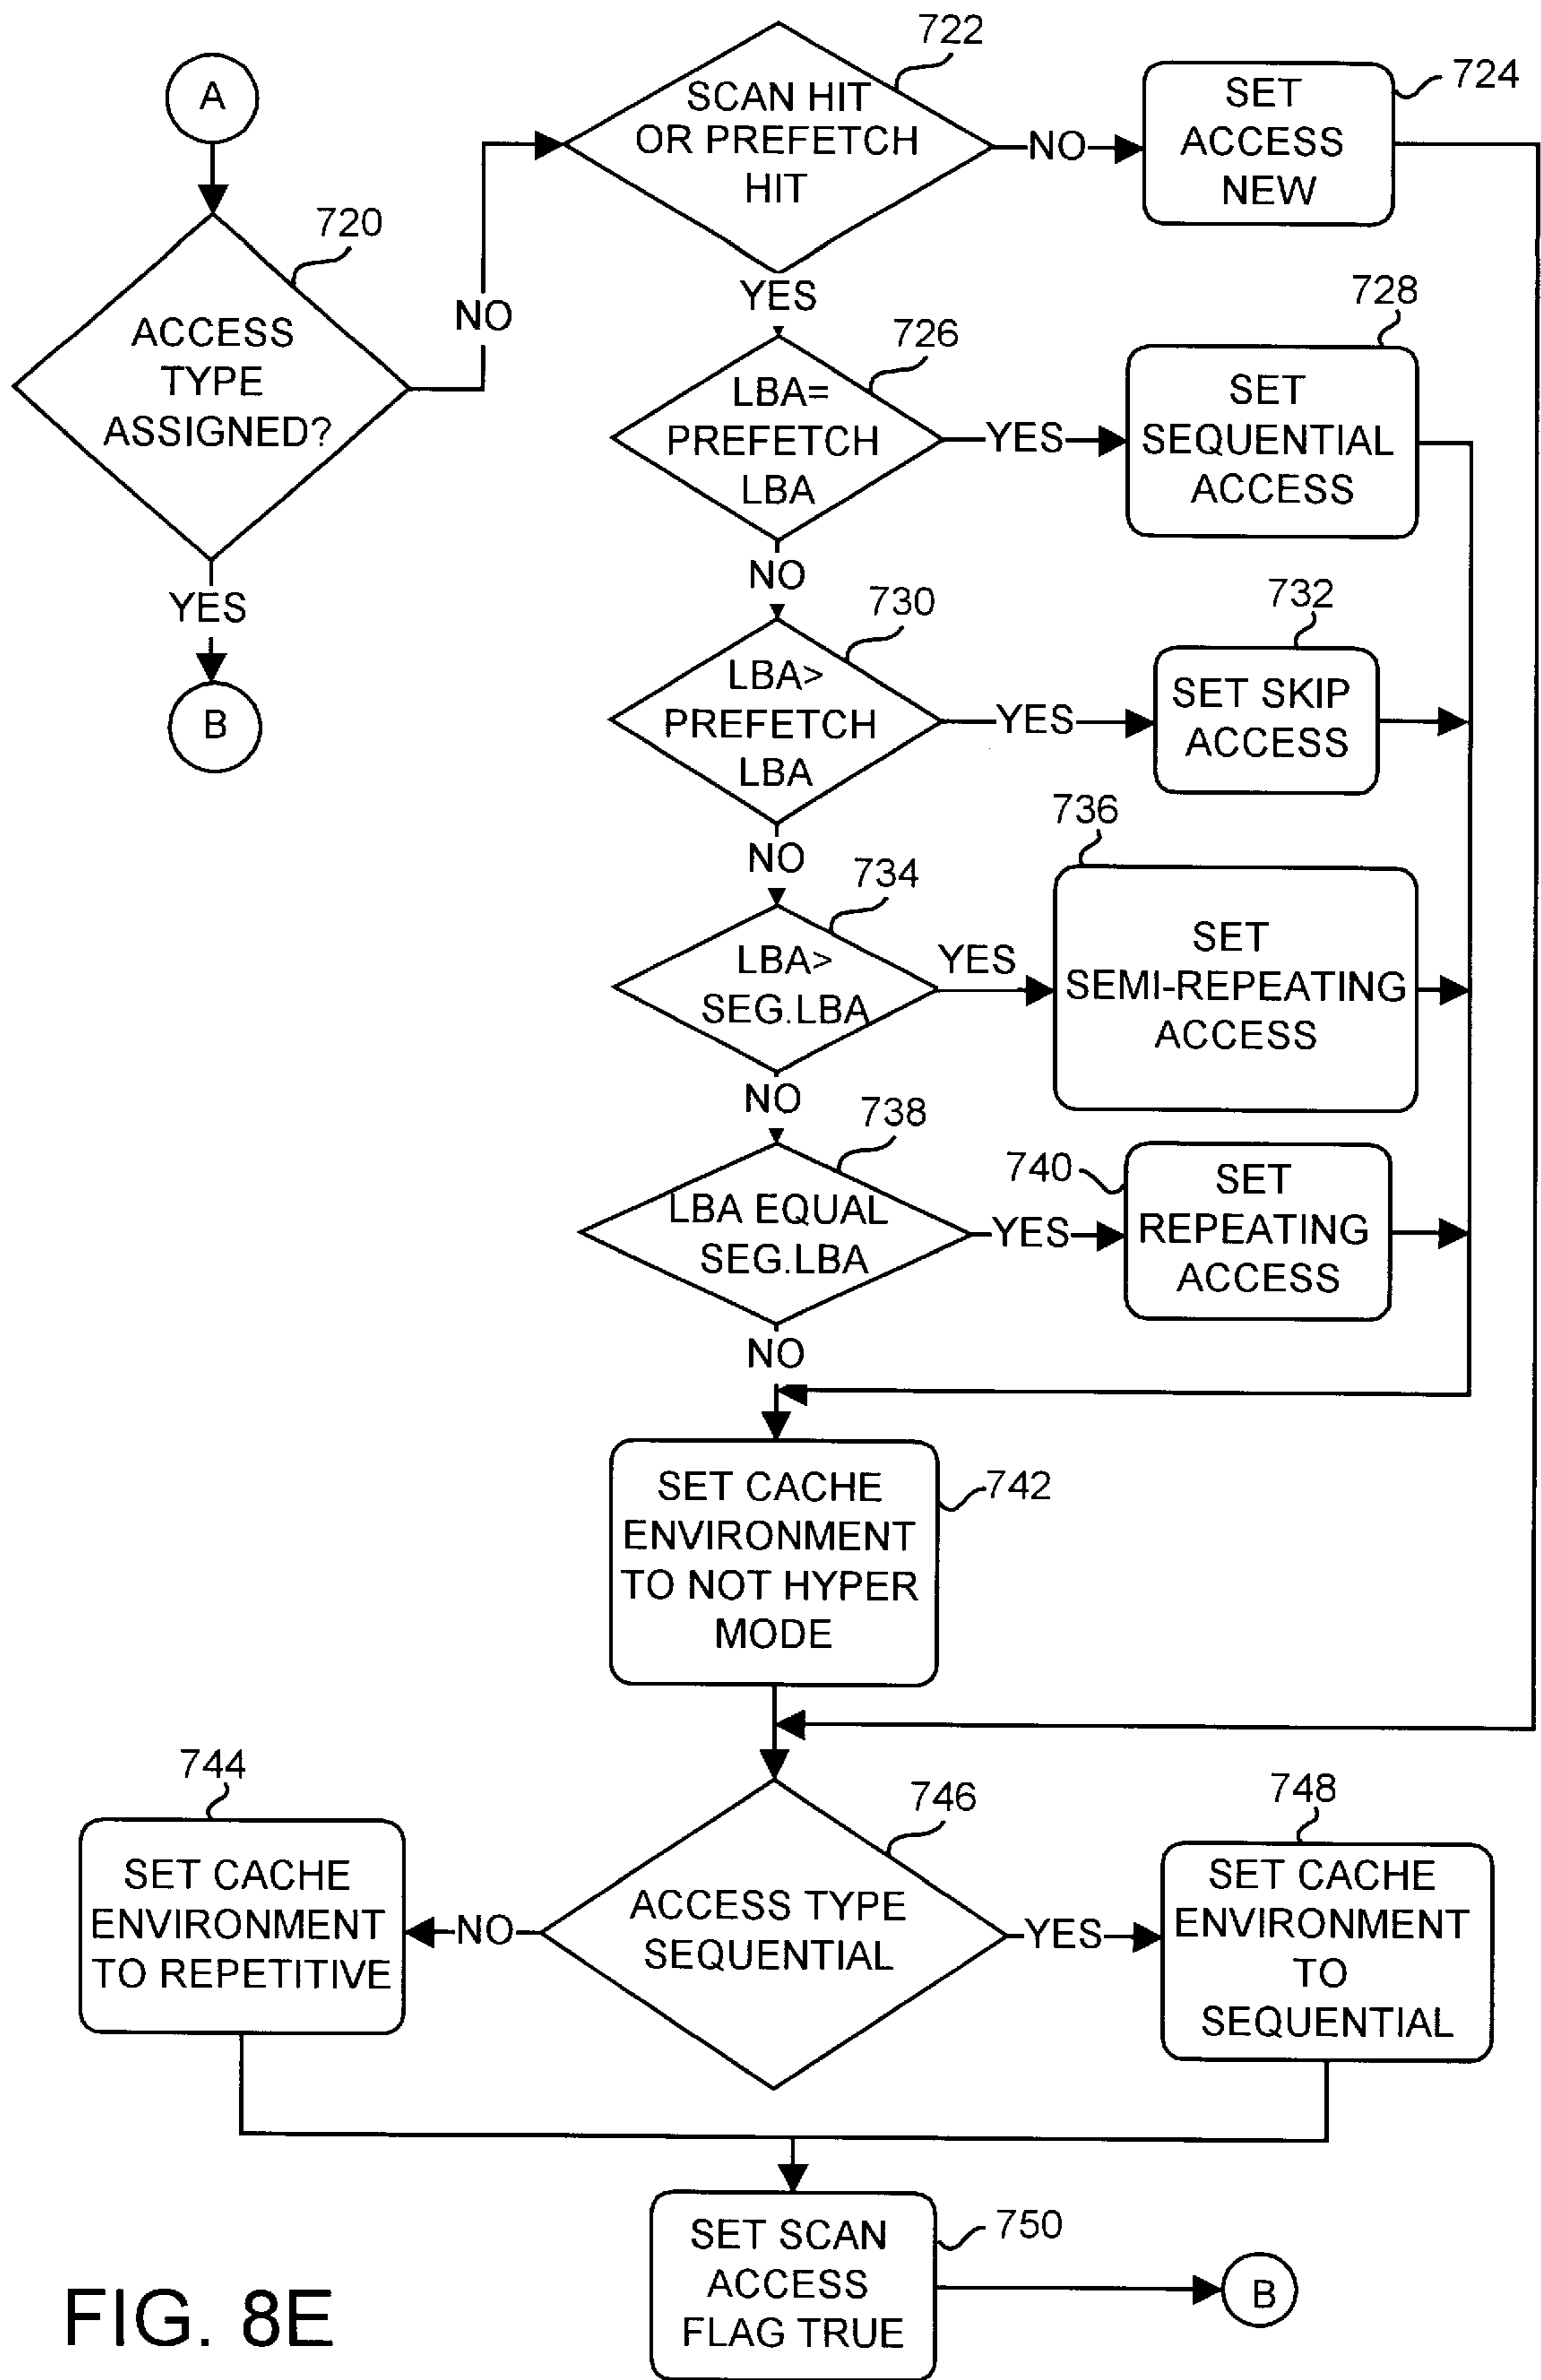 A
720
ACCESS
TYPE
ASSIGNED?
NO
YES
B
722
SCAN HIT
OR PREFETCH
HIT
NO
724
SET
ACCESS
NEW
YES
726
LBA=
PREFETCH
LBA
YES
728
SET
SEQUENTIAL
ACCESS
NO
730
LBA>
PREFETCH
LBA
YES
732
SET SKIP
ACCESS
NO
734
LBA>
SEG.LBA
YES
736
SET
SEMI-REPEATING
ACCESS
NO
738
LBA EQUAL
SEG.LBA
YES
740
SET
REPEATING
ACCESS
NO
742
SET CACHE
ENVIRONMENT
TO NOT HYPER
MODE
744
SET CACHE
ENVIRONMENT
TO REPETITIVE
NO
746
ACCESS TYPE
SEQUENTIAL
YES
748
SET CACHE
ENVIRONMENT
TO
SEQUENTIAL
750
SET SCAN
ACCESS
FLAG TRUE
B
FIG. 8E